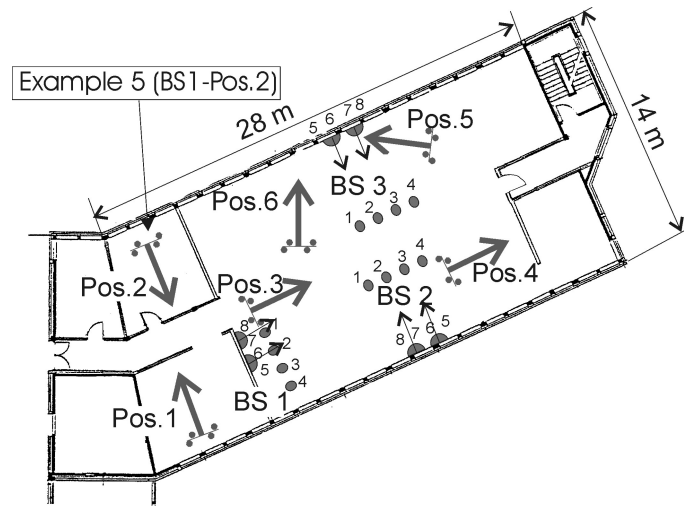 Example 5 (BS1-Pos.2)
28 m
14 m
5 6 7 8
Pos.5
BS 3
Pos.6
1 2 3 4
Pos.2
Pos.3
1 2 3 4
Pos.4
BS 2
8 7 6 5
8 7 1
6 2
5 3
4
BS 1
Pos.1